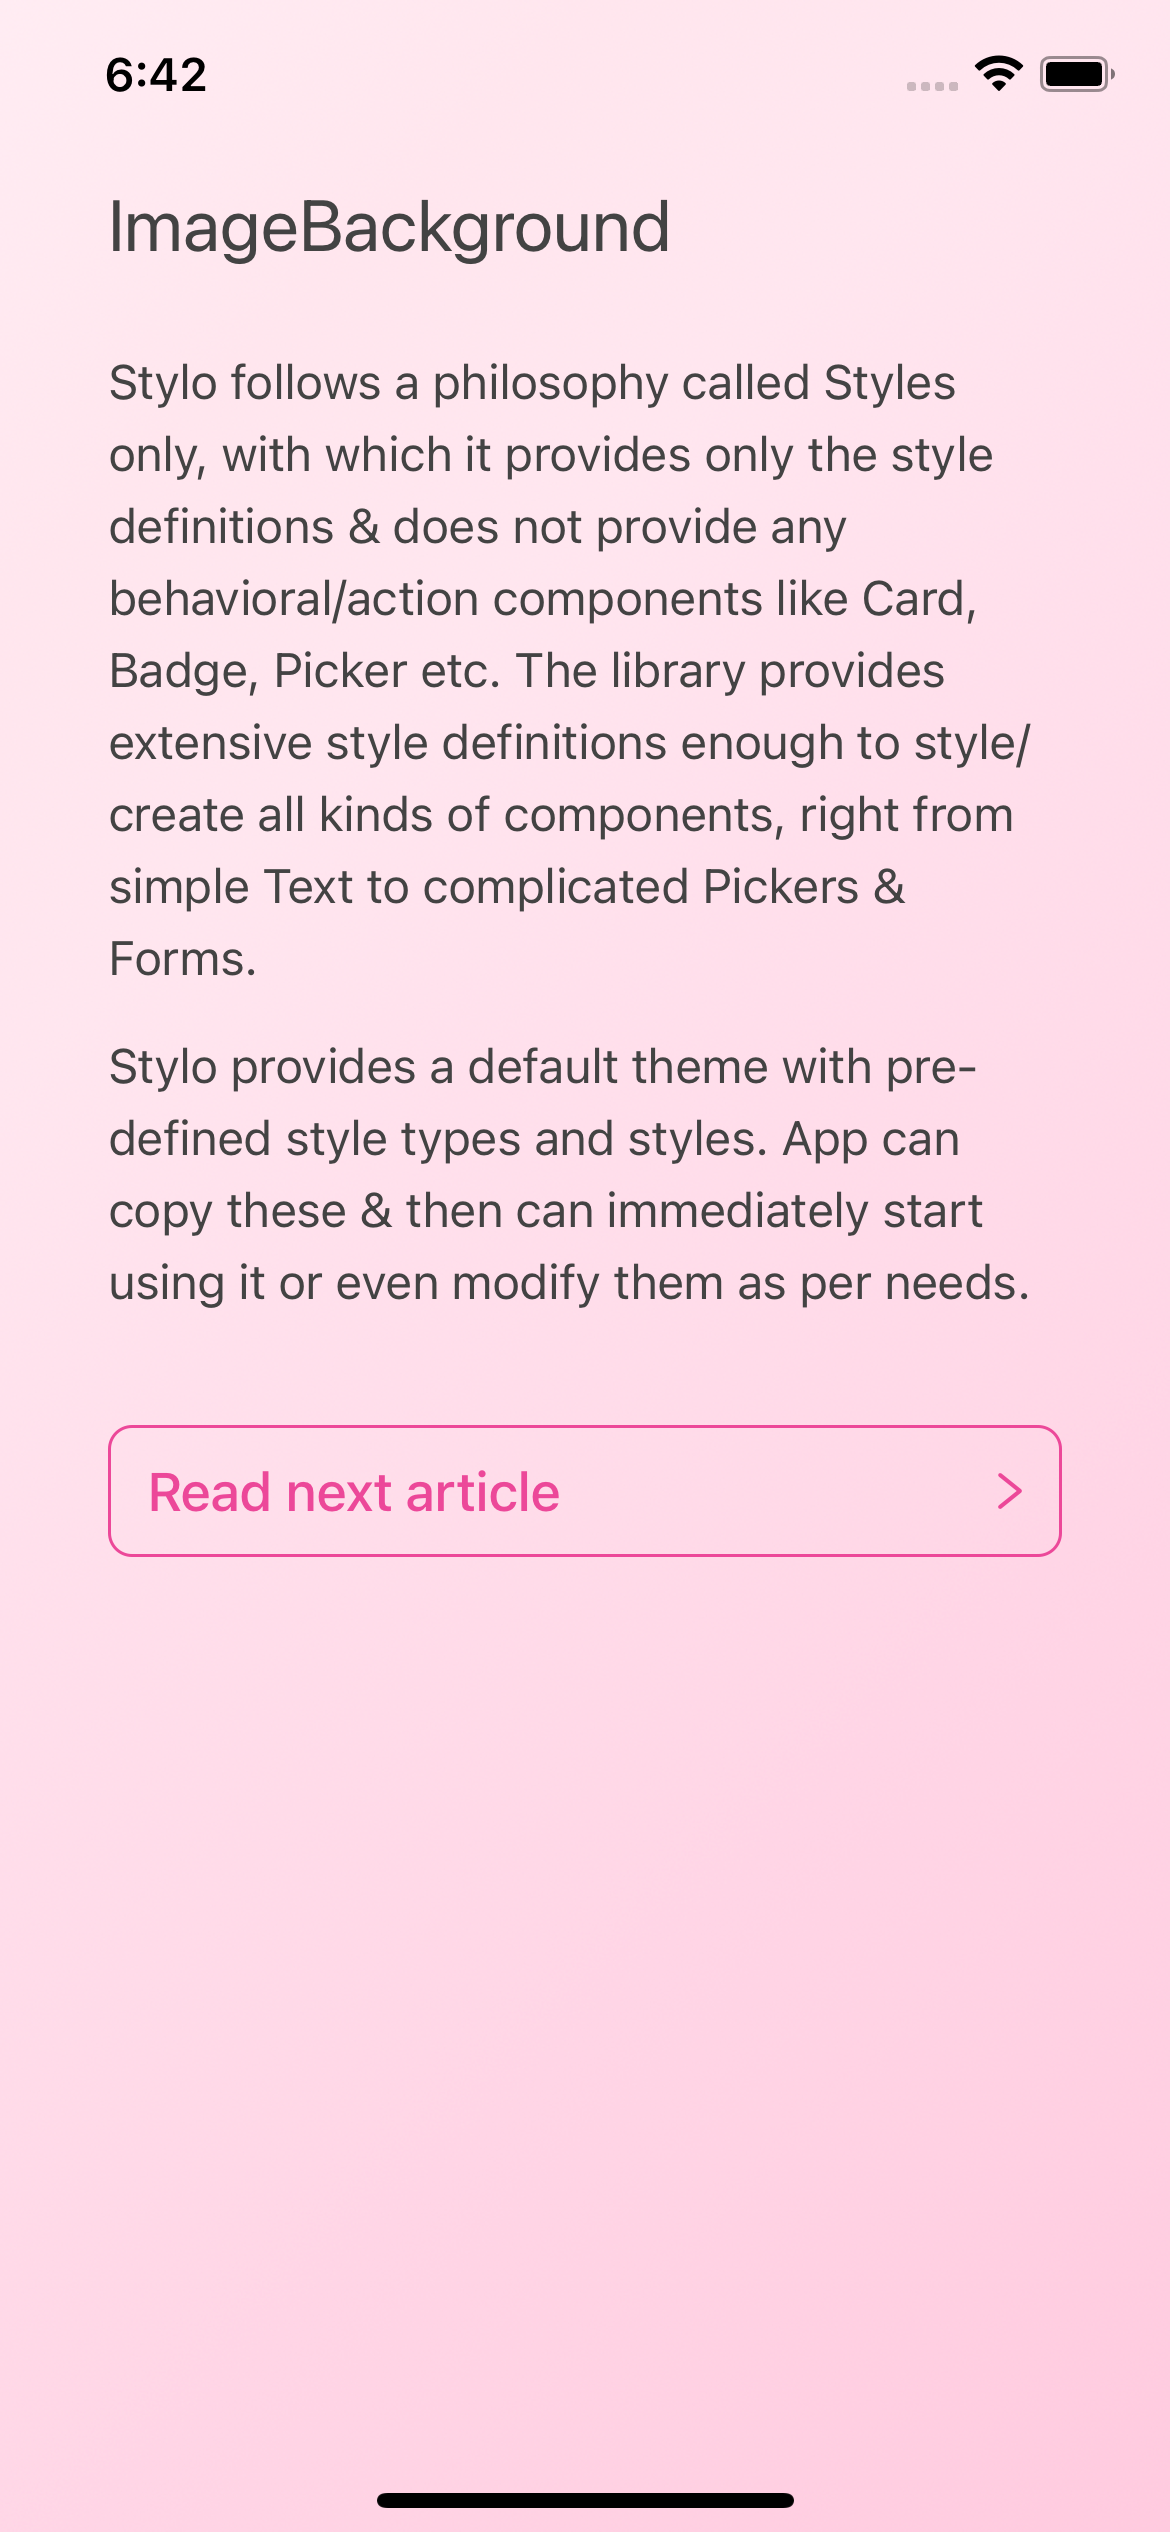 6:42
ImageBackground
Stylo follows a philosophy called Styles
only, with which it provides only the style
definitions & does not provide any
behavioral/action components like Card,
Badge, Picker etc. The library provides
extensive style definitions enough to style/
create all kinds of components, right from
simple Text to complicated Pickers &
Forms.
Stylo provides a default theme with pre-
defined style types and styles. App can
copy these & then can immediately start
using it or even modify them as per needs.
Read next article